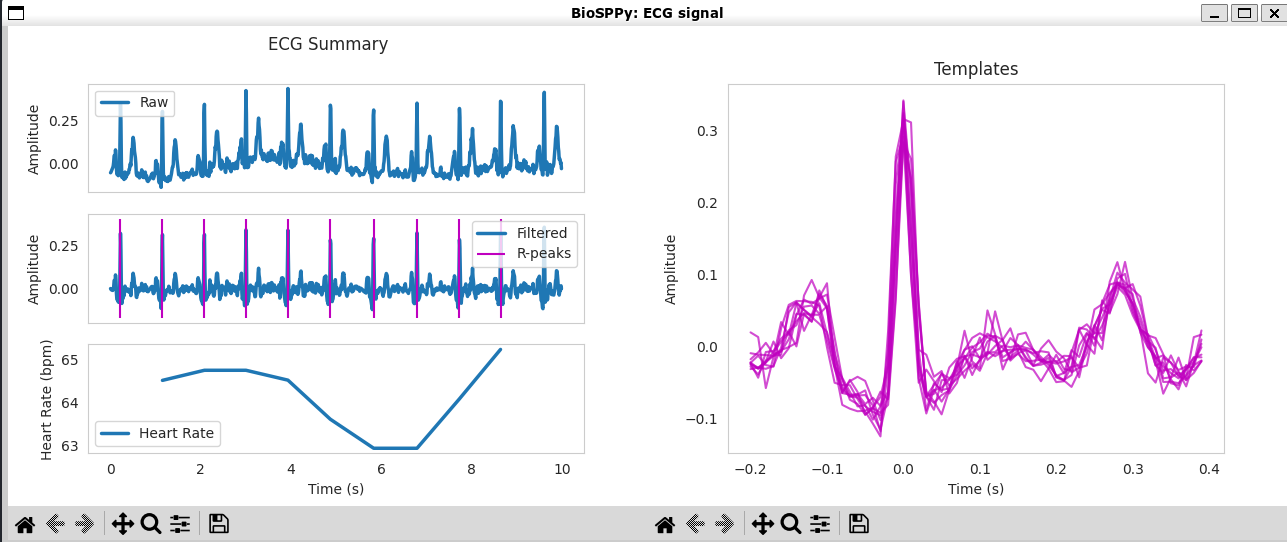 BioSPPy: ECG signal
ECG Summary
Templates
Amplitude
0.25
0.00
Raw
Amplitude
0.25
0.00
Filtered
R-peaks
Heart Rate (bpm)
65
64
63
Heart Rate
0 2 4 6 8 10
Time (s)
Amplitude
0.3
0.2
0.1
0.0
−0.1
−0.2 −0.1 0.0 0.1 0.2 0.3 0.4
Time (s)